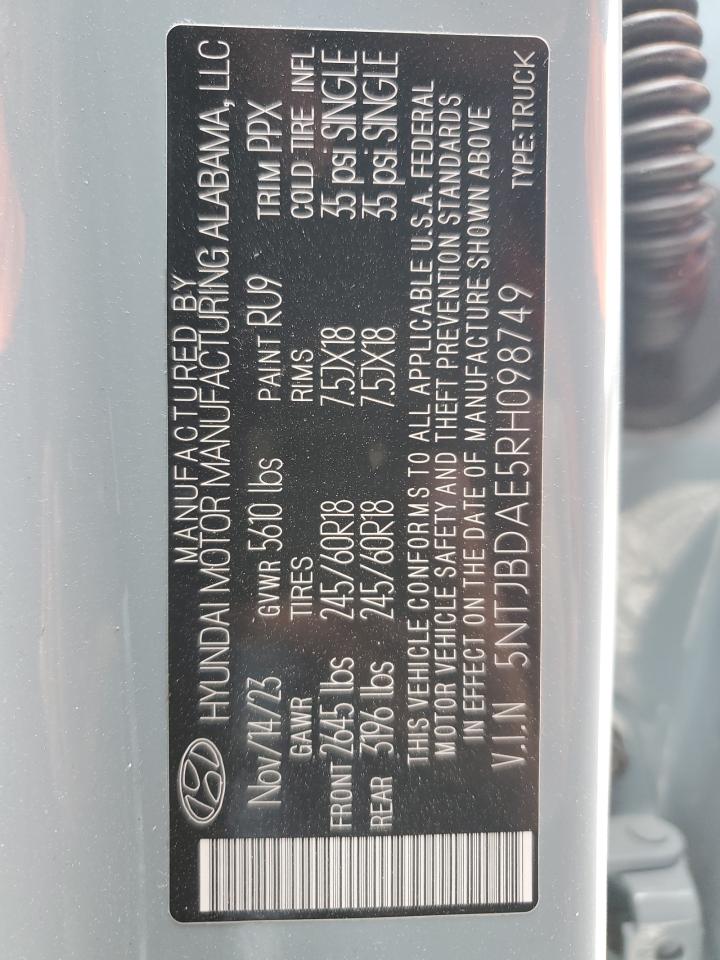 MANUFACTURED BY
HYUNDAI MOTOR MANUFACTURING ALABAMA, LLC
Nov/14/23 GVWR 5610 lbs PAINT RU9 TRIM PPX
GAWR TIRES RIMS COLD TIRE INFL
FRONT 2645 lbs 245/60R18 7.5JX18 35 psi SINGLE
REAR 3196 lbs 245/60R18 7.5JX18 35 psi SINGLE
THIS VEHICLE CONFORMS TO ALL APPLICABLE U.S.A. FEDERAL
MOTOR VEHICLE SAFETY AND THEFT PREVENTION STANDARDS
IN EFFECT ON THE DATE OF MANUFACTURE SHOWN ABOVE
V.I.N 5NTJBDAE5RH098749 TYPE:TRUCK